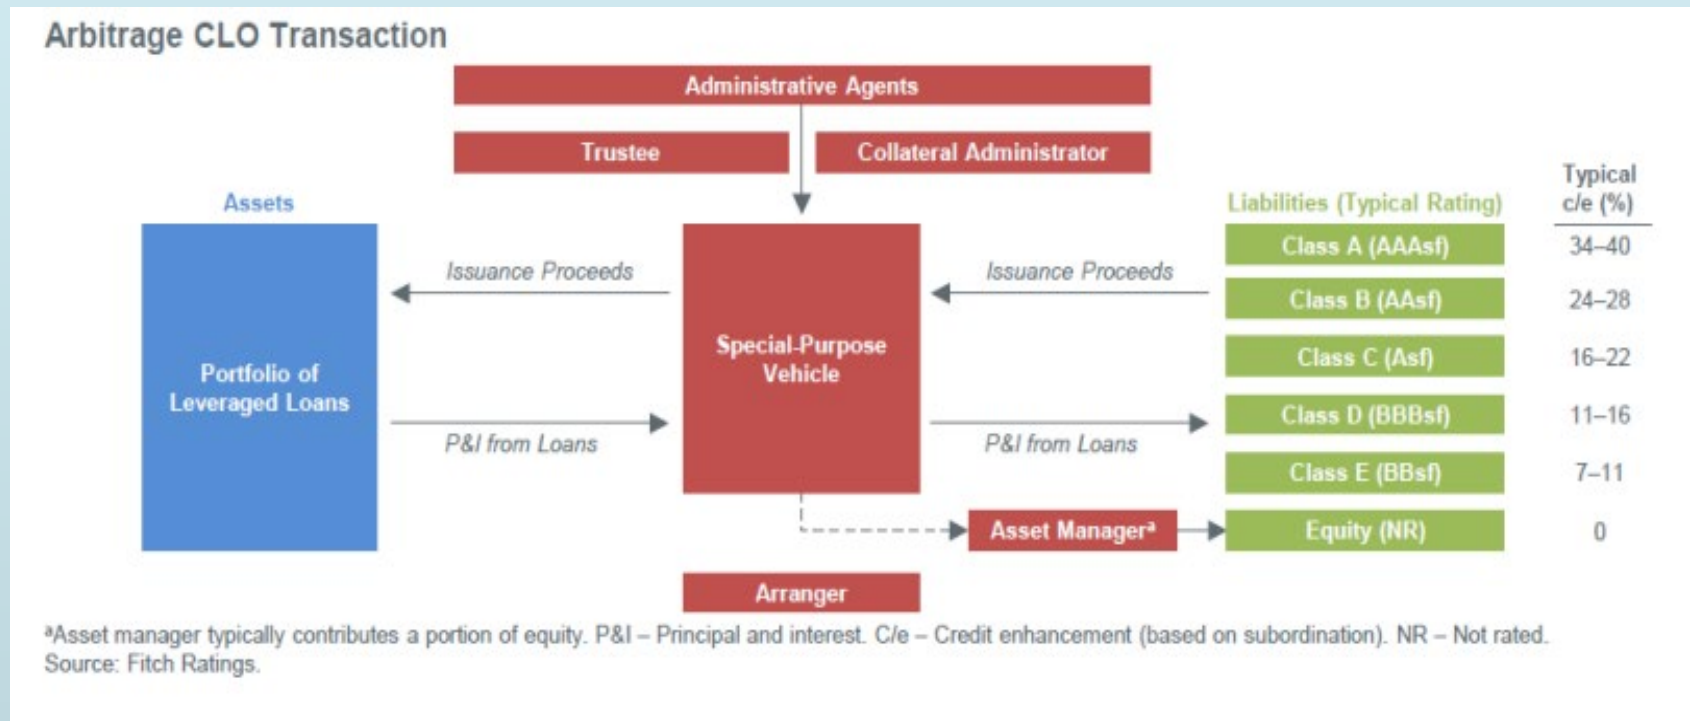 Arbitrage CLO Transaction
Administrative Agents
Trustee
Collateral Administrator
Assets
Liabilities (Typical Rating)
Typical
c/e (%)
Portfolio of
Leveraged Loans
Issuance Proceeds
P&I from Loans
Special-Purpose
Vehicle
Issuance Proceeds
P&I from Loans
Class A (AAAsf)
34–40
Class B (AAsf)
24–28
Class C (Asf)
16–22
Class D (BBBsf)
11–16
Class E (BBsf)
7–11
Asset Managerᵃ
Equity (NR)
0
Arranger
ᵃAsset manager typically contributes a portion of equity. P&I – Principal and interest. C/e – Credit enhancement (based on subordination). NR – Not rated.
Source: Fitch Ratings.